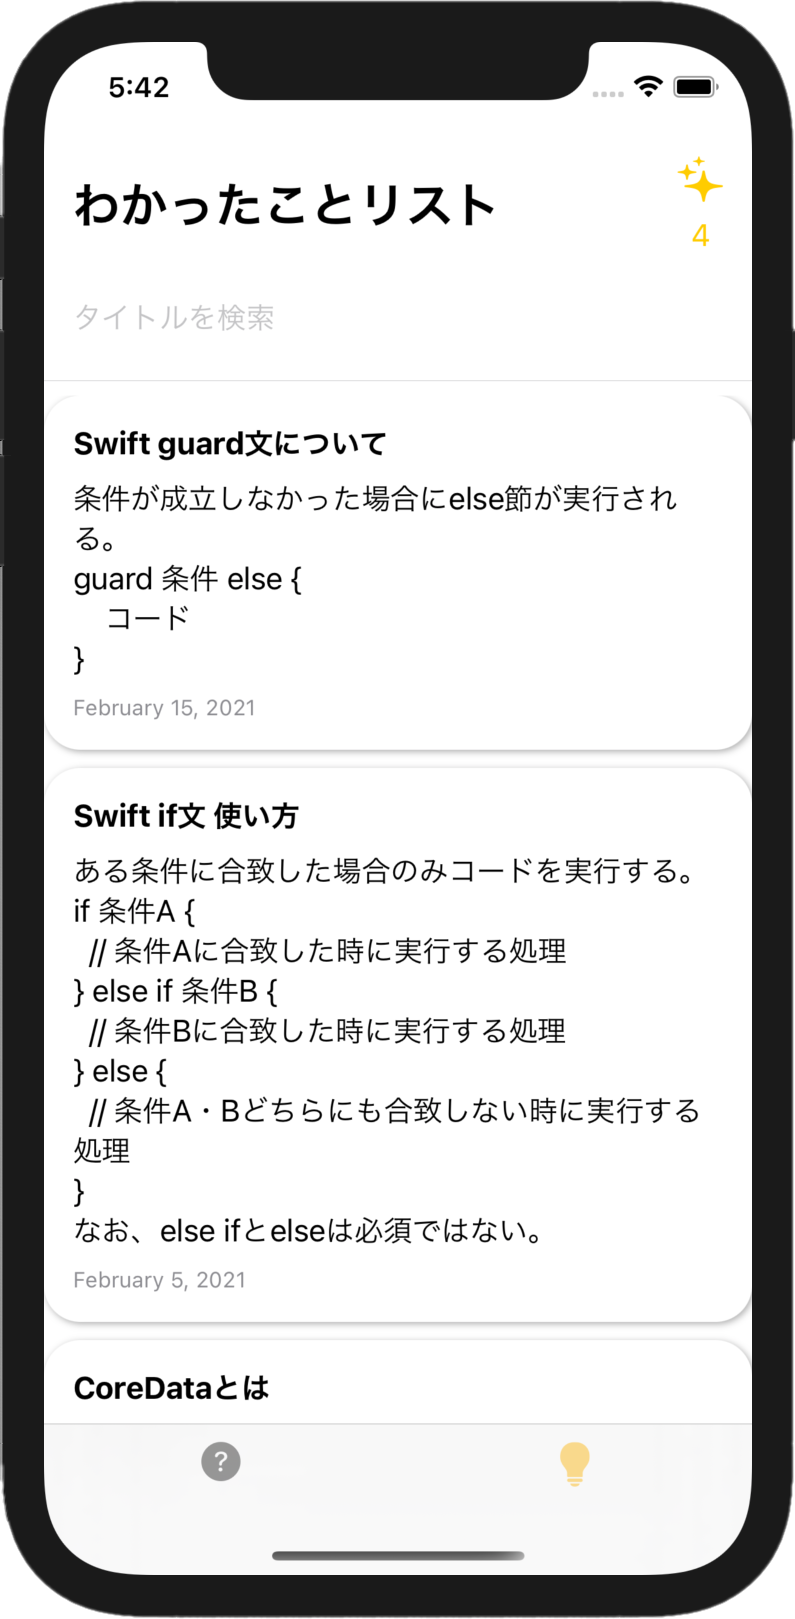 5:42
わかったことリスト
4
タイトルを検索
Swift guard文について
条件が成立しなかった場合にelse節が実行され
る。
guard 条件 else {
    コード
}
February 15, 2021
Swift if文 使い方
ある条件に合致した場合のみコードを実行する。
if 条件A {
  // 条件Aに合致した時に実行する処理
} else if 条件B {
  // 条件Bに合致した時に実行する処理
} else {
  // 条件A・Bどちらにも合致しない時に実行する
処理
}
なお、else ifとelseは必須ではない。
February 5, 2021
CoreDataとは
?